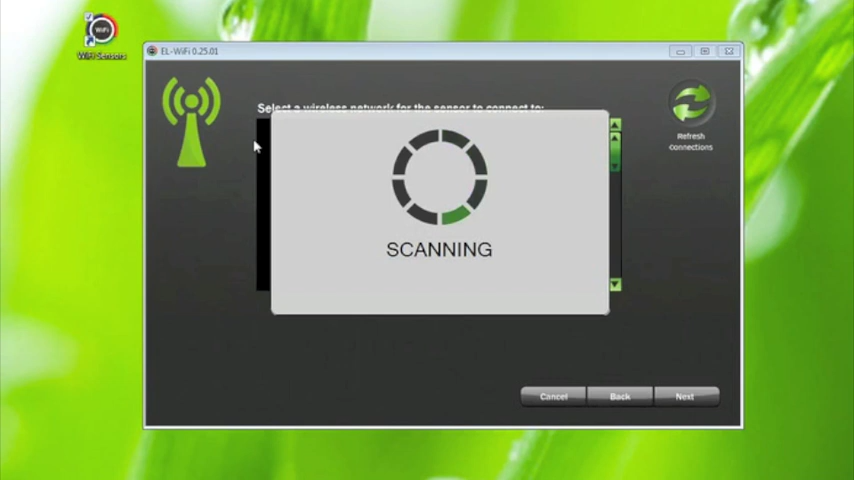 WiFi
WiFi Sensors
EL-WiFi 0.25.01
Select a wireless network for the sensor to connect to:
Refresh
Connections
SCANNING
Cancel
Back
Next